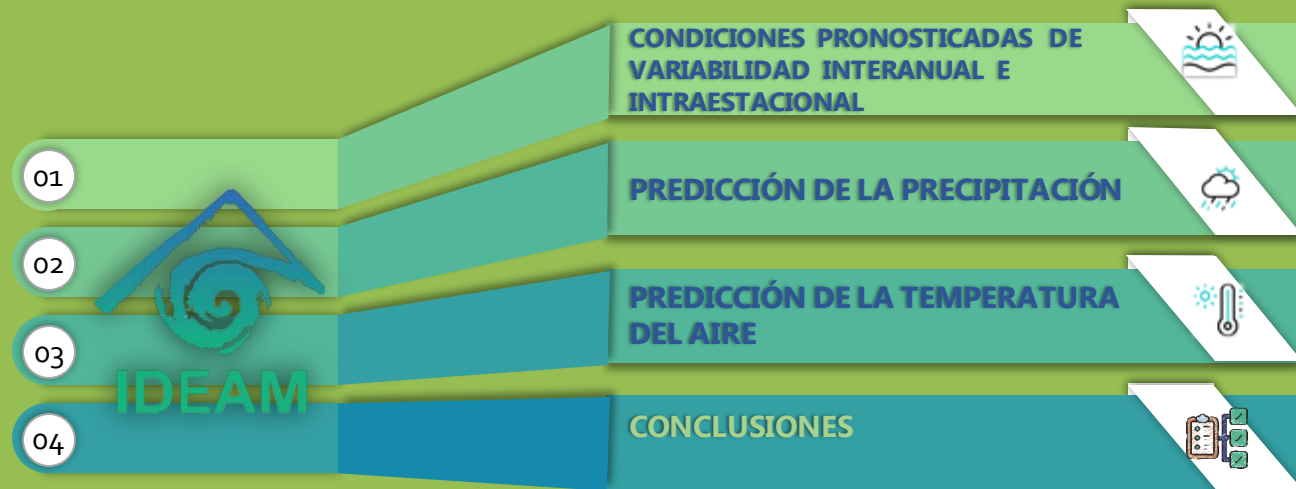 01
CONDICIONES PRONOSTICADAS DE
VARIABILIDAD INTERANUAL E
INTRAESTACIONAL
02
PREDICCIÓN DE LA PRECIPITACIÓN
03
PREDICCIÓN DE LA TEMPERATURA
DEL AIRE
04
CONCLUSIONES
IDEAM